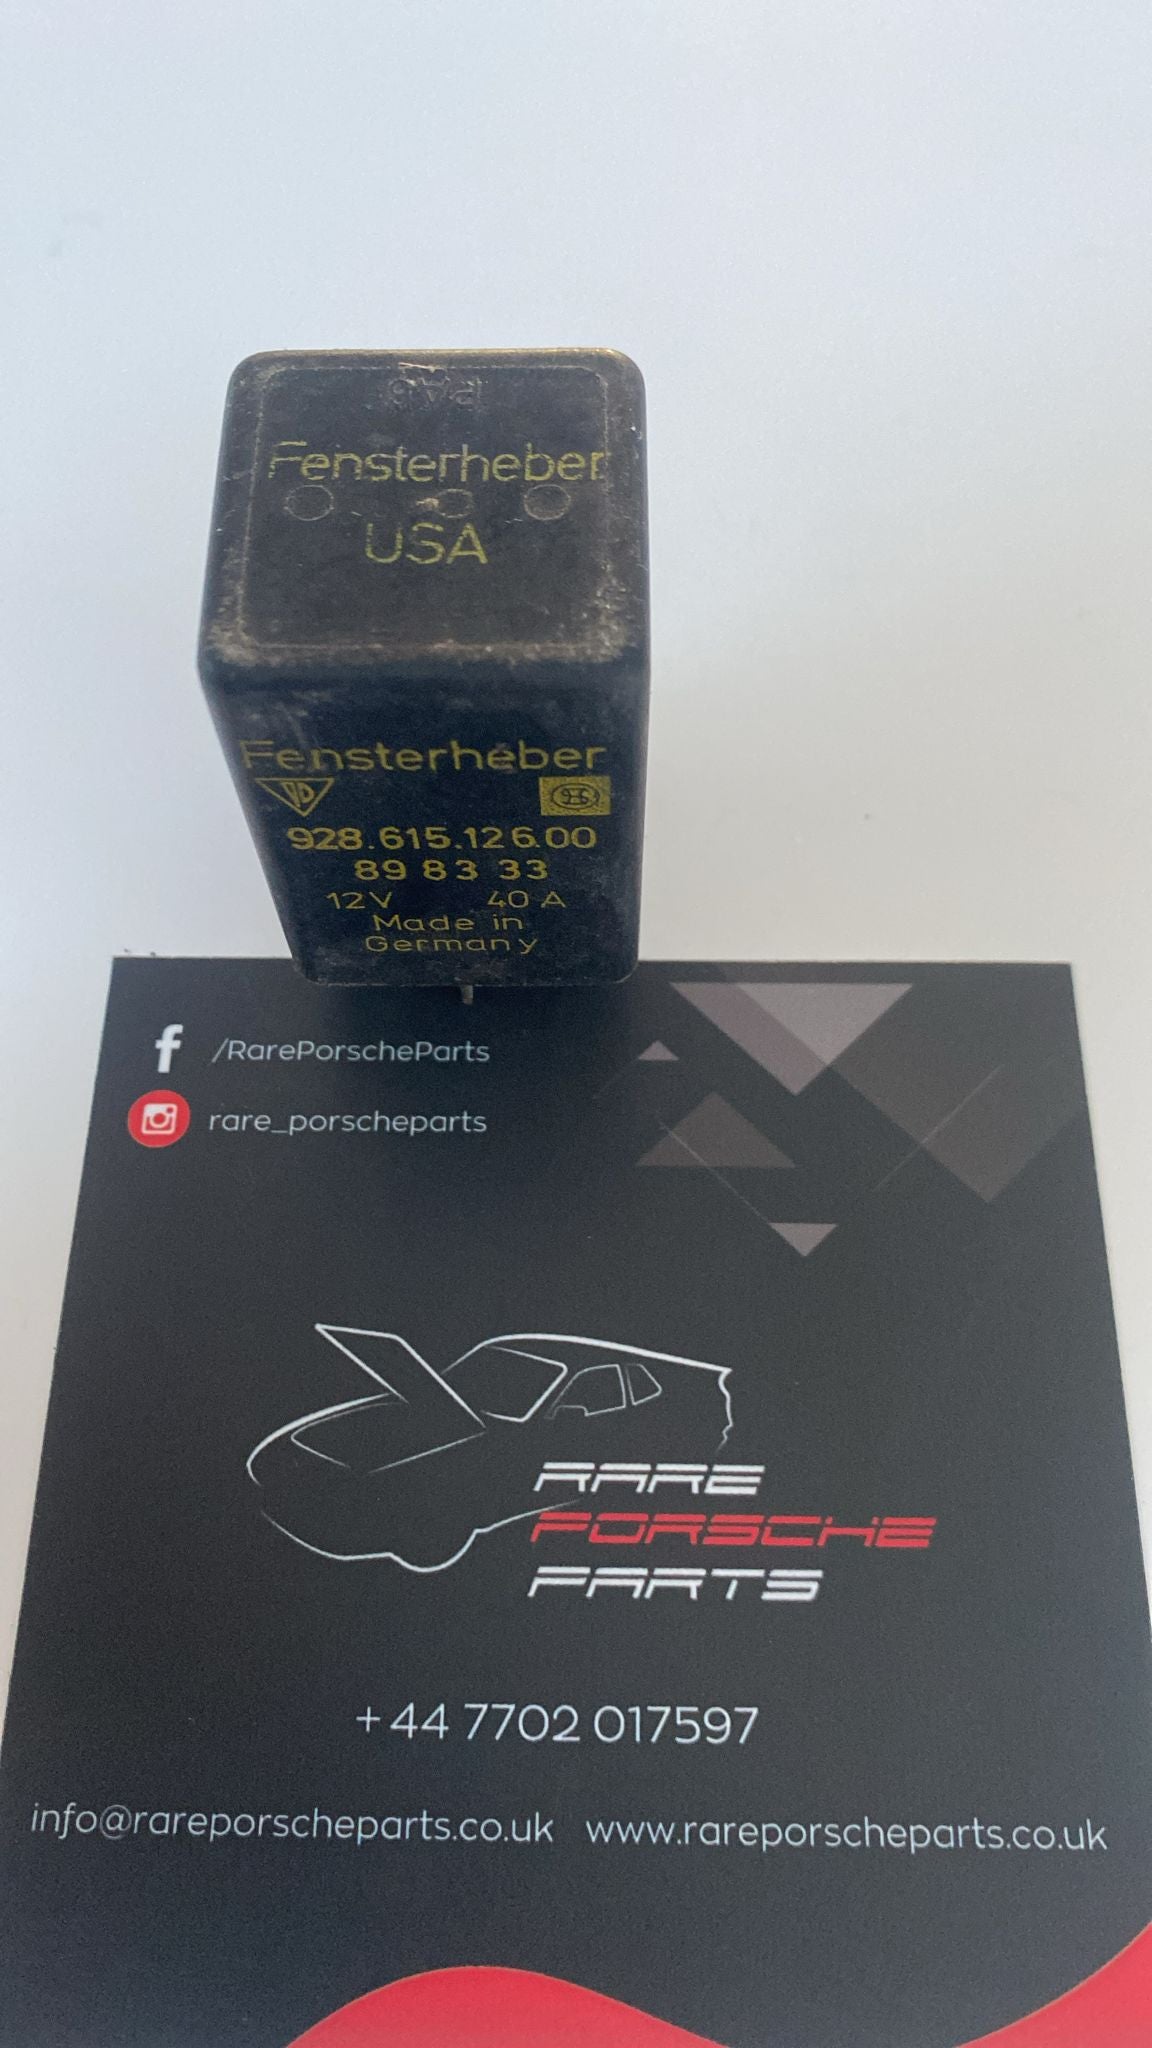 PA6
Fensterheber
USA
Fensterheber
928.615.126.00
89 83 33
12V 40 A
Made in
Germany
/RarePorscheParts
rare_porscheparts
RARE
PORSCHE
PARTS
+44 7702 017597
info@rareporscheparts.co.uk www.rareporscheparts.co.uk